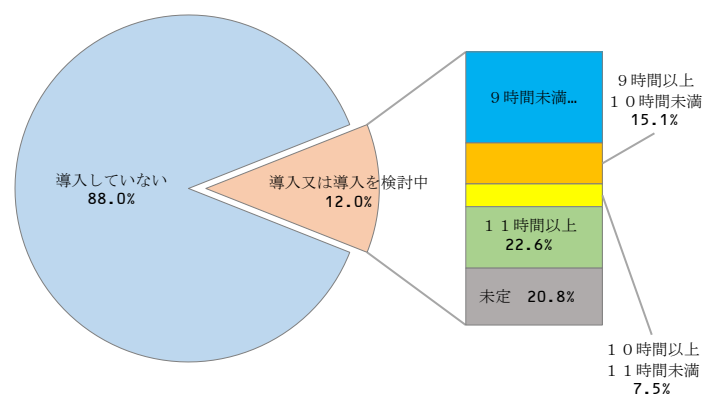 導入していない
88.0%
導入又は導入を検討中
12.0%
９時間未満…
９時間以上
１０時間未満
15.1%
１１時間以上
22.6%
未定　20.8%
１０時間以上
１１時間未満
7.5%